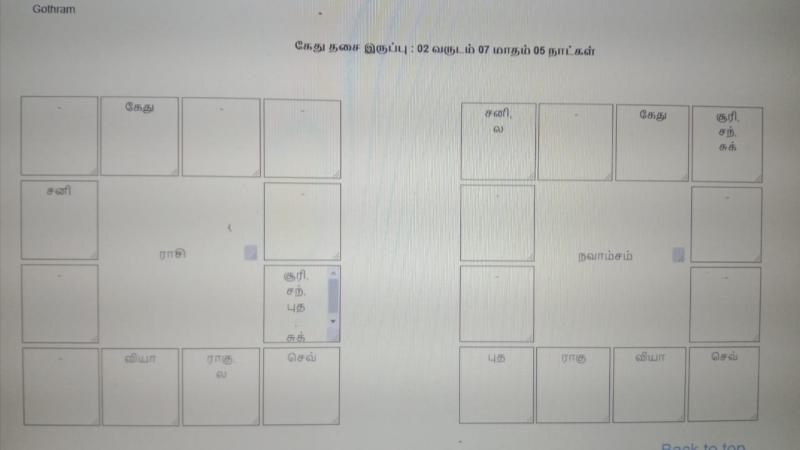 Gothram
கேது தசை இருப்பு : 02 வருடம் 07 மாதம் 05 நாட்கள்
- கேது - -
சனி -
ராசி
- சூரி,
சந்,
புத
,
சுக்
- வியா ராகு, செவ்
ல
சனி, - கேது சூரி,
ல சந்,
சுக்
- -
நவாம்சம்
- -
புத ராகு வியா செவ்
Back to top